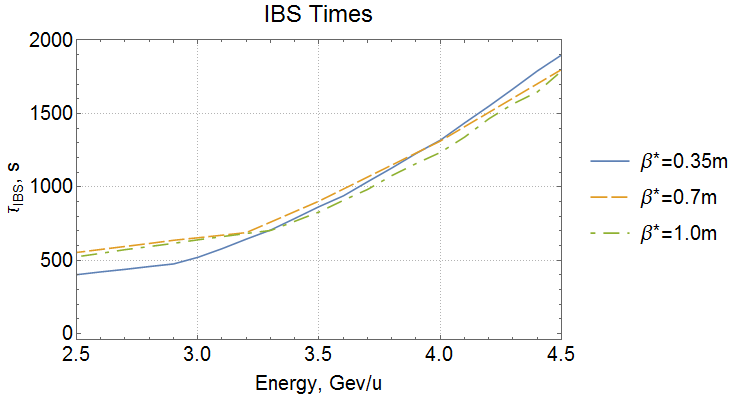 IBS Times
2000
1500
1000
500
0
τIBS, s
2.5 3.0 3.5 4.0 4.5
Energy, Gev/u
β*=0.35m
β*=0.7m
β*=1.0m